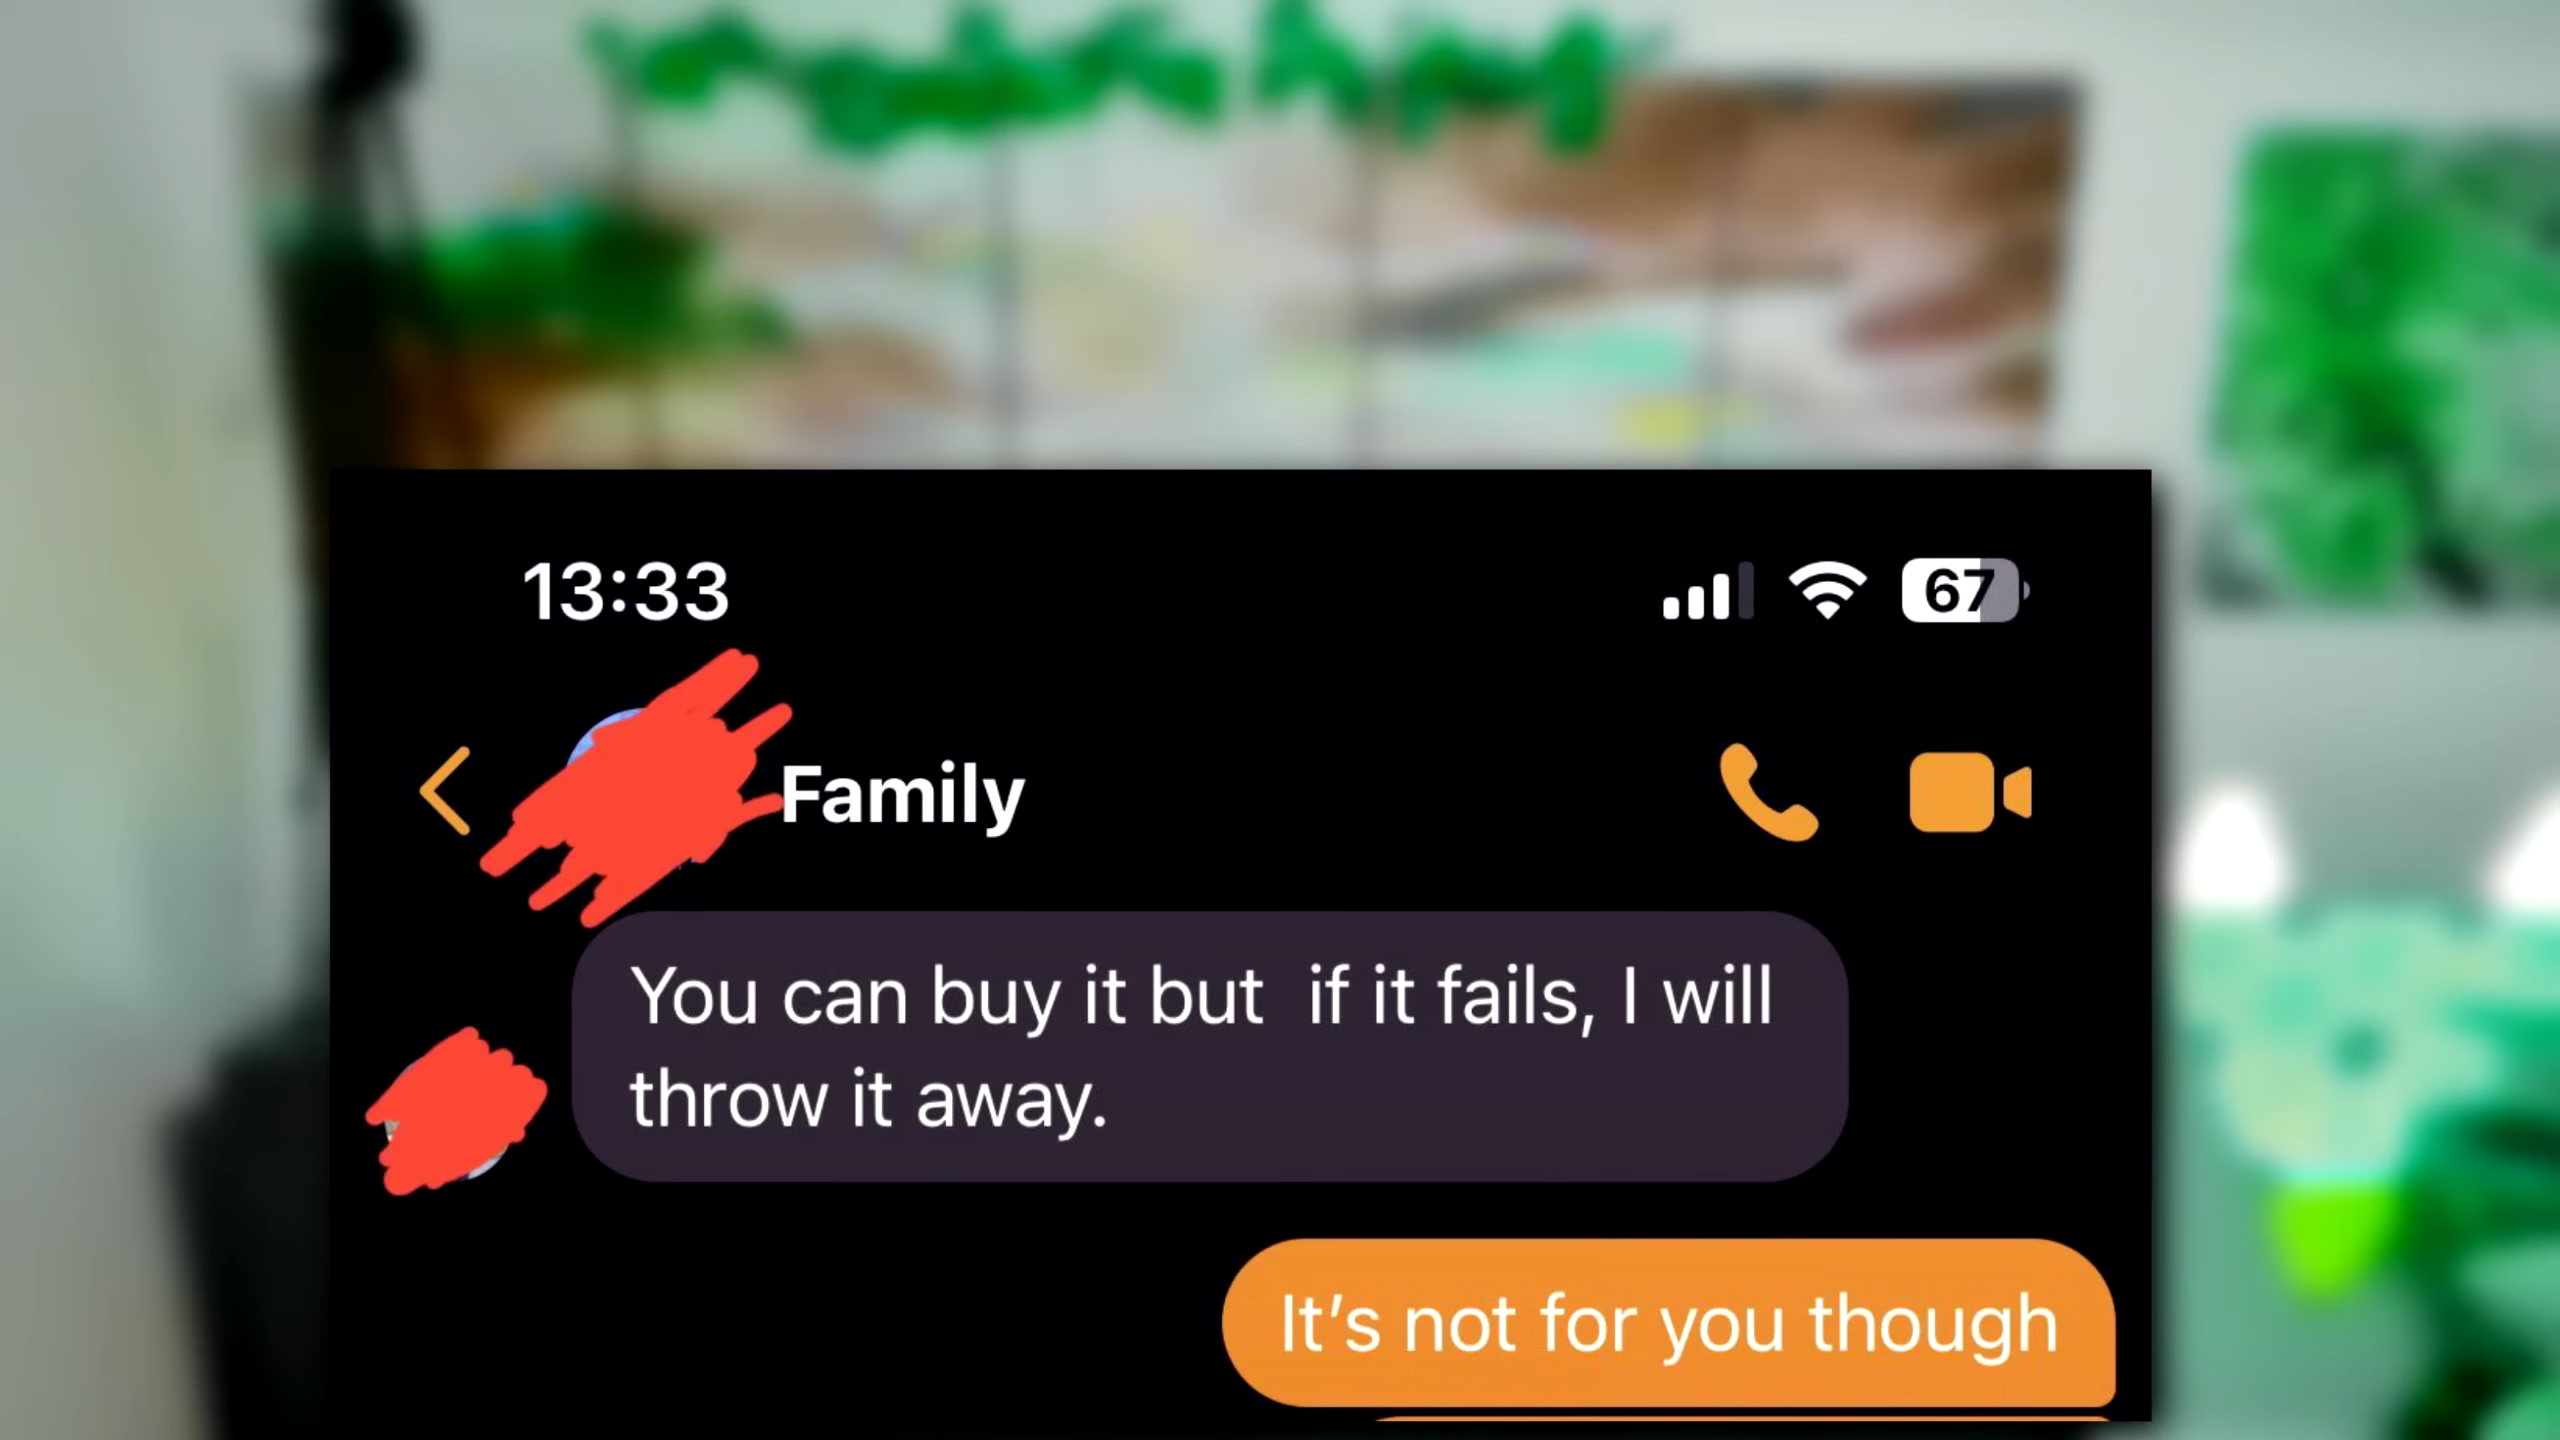 13:33
67
Family
You can buy it but  if it fails, I will
throw it away.
It’s not for you though